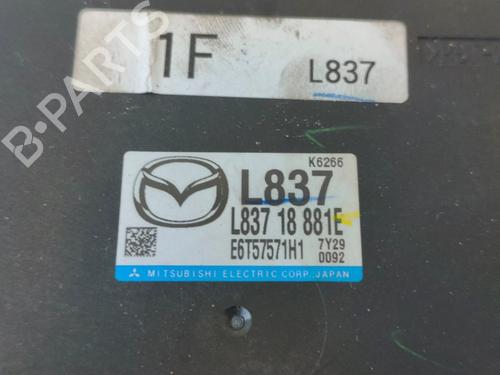 1F L837
K6266
L837
L837 18 881E
E6T57571H1 7Y29
0092
MITSUBISHI ELECTRIC CORP. JAPAN
B-PARTS